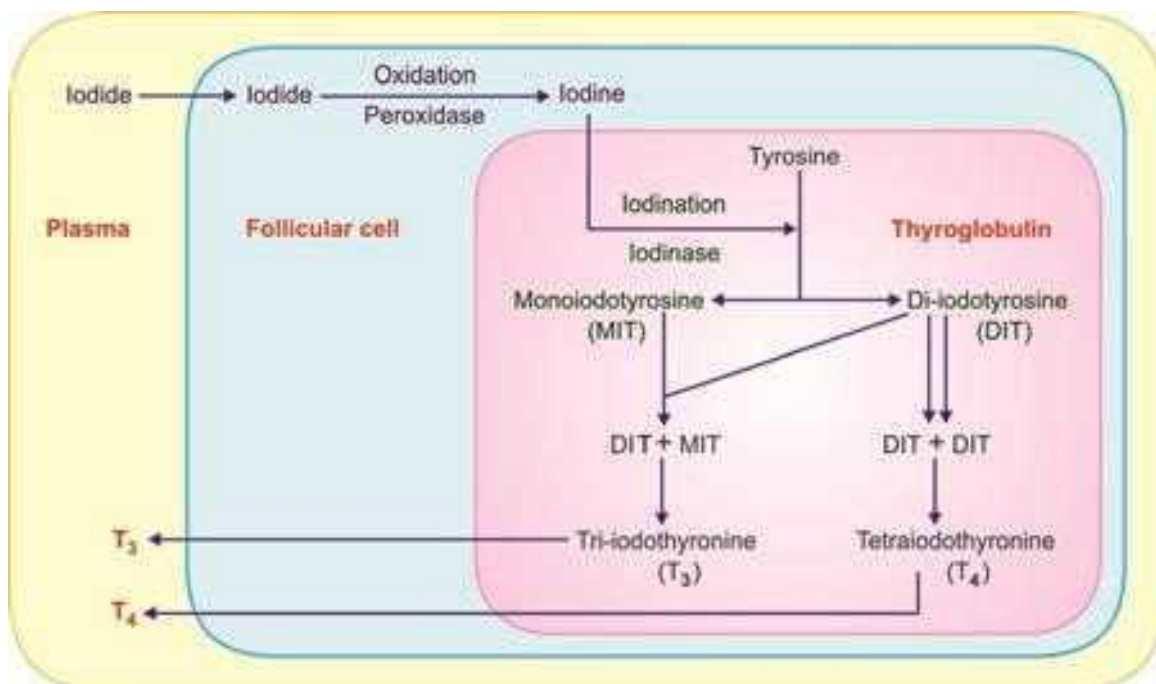 Oxidation
Iodide Iodide Iodine
Peroxidase
Tyrosine
Iodination
Plasma Follicular cell Thyroglobulin
Iodinase
Monoiodotyrosine Di-iodotyrosine
(MIT) (DIT)
DIT + MIT DIT + DIT
T₃ Tri-iodothyronine Tetraiodothyronine
(T₃) (T₄)
T₄